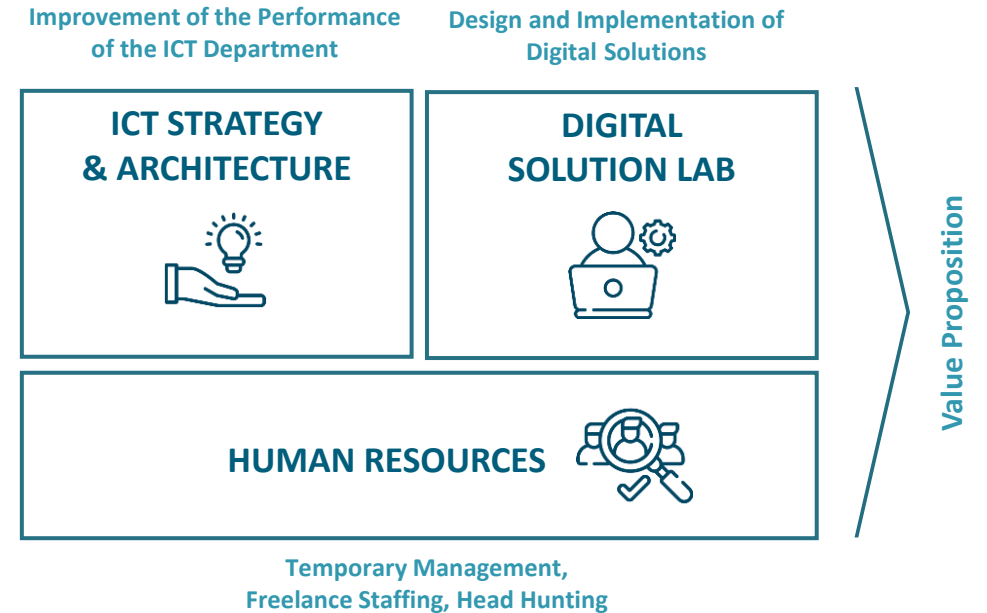 Improvement of the Performance
of the ICT Department
Design and Implementation of
Digital Solutions
ICT STRATEGY
& ARCHITECTURE
DIGITAL
SOLUTION LAB
HUMAN RESOURCES
Temporary Management,
Freelance Staffing, Head Hunting
Value Proposition